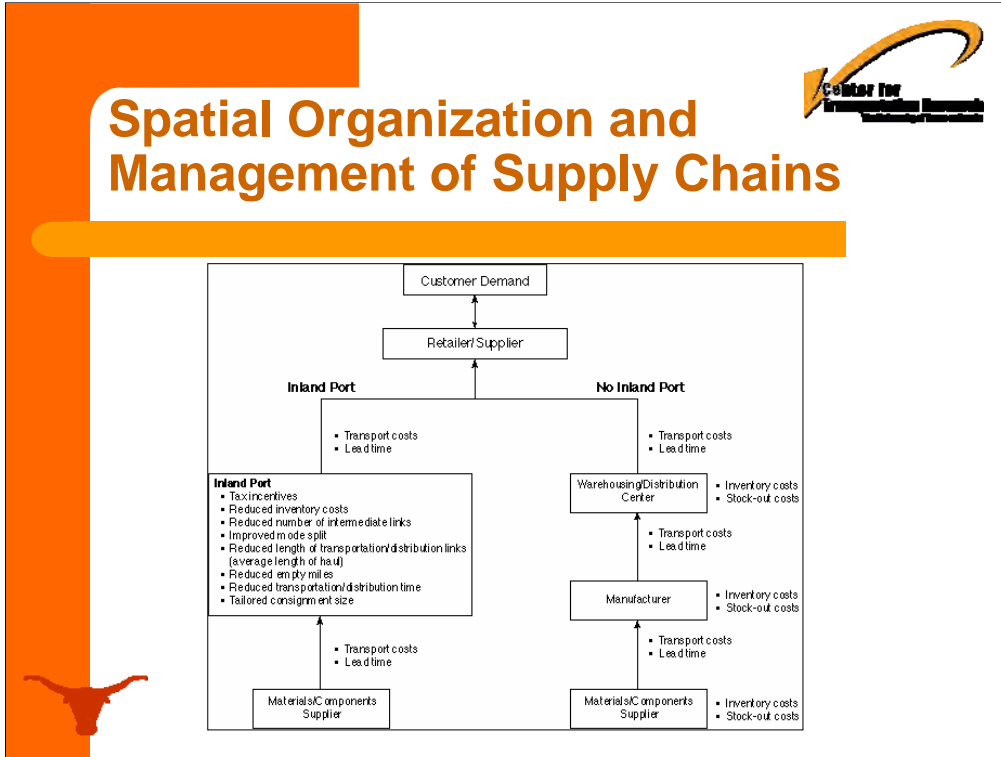 Center for
Transportation Research
Spatial Organization and
Management of Supply Chains
Customer Demand
Retailer/Supplier
Inland Port
No Inland Port
▪ Transport costs
▪ Lead time
▪ Transport costs
▪ Lead time
Inland Port
▪ Tax incentives
▪ Reduced inventory costs
▪ Reduced number of intermediate links
▪ Improved mode split
▪ Reduced length of transportation/distribution links
(average length of haul)
▪ Reduced empty miles
▪ Reduced transportation/distribution time
▪ Tailored consignment size
Warehousing/Distribution
Center
▪ Inventory costs
▪ Stock-out costs
▪ Transport costs
▪ Lead time
Manufacturer
▪ Inventory costs
▪ Stock-out costs
▪ Transport costs
▪ Lead time
▪ Transport costs
▪ Lead time
Materials/Components
Supplier
Materials/Components
Supplier
▪ Inventory costs
▪ Stock-out costs